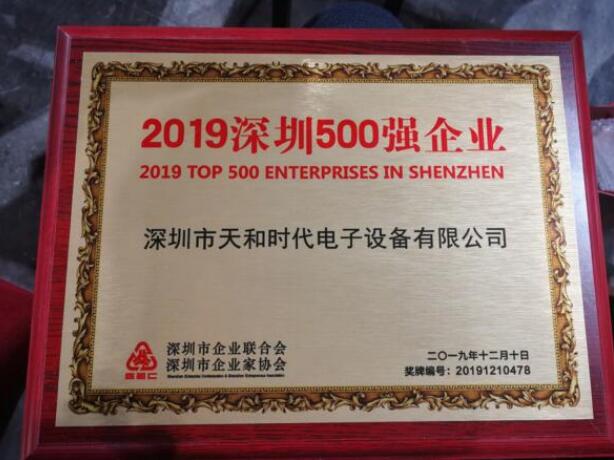 2019深圳500强企业
2019 TOP 500 ENTERPRISES IN SHENZHEN
深圳市天和时代电子设备有限公司
深圳市企业联合会
深圳市企业家协会
二〇一九年十二月十日
奖牌编号：20191210478